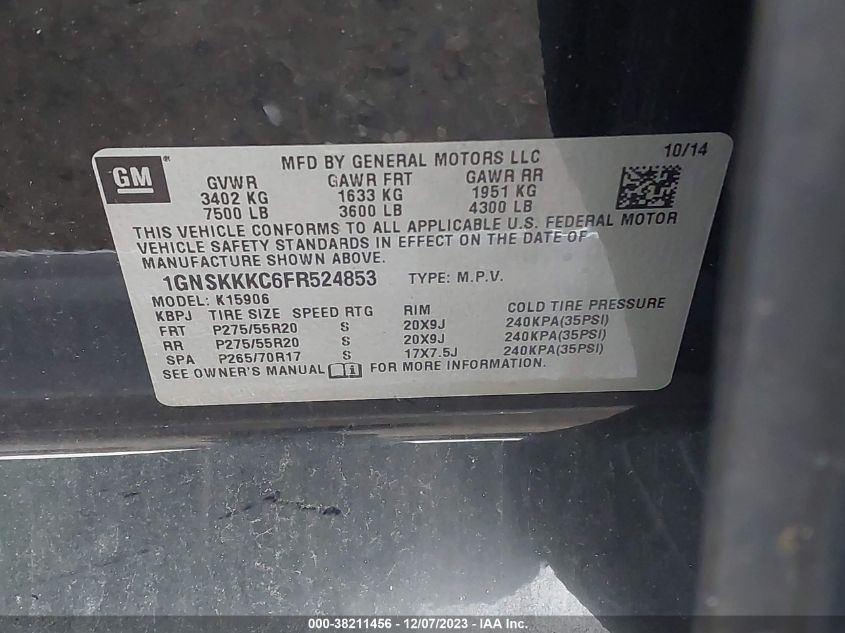 GM
MFD BY GENERAL MOTORS LLC
10/14
GVWR GAWR FRT GAWR RR
3402 KG 1633 KG 1951 KG
7500 LB 3600 LB 4300 LB
THIS VEHICLE CONFORMS TO ALL APPLICABLE U.S. FEDERAL MOTOR
VEHICLE SAFETY STANDARDS IN EFFECT ON THE DATE OF
MANUFACTURE SHOWN ABOVE.
1GNSKKKC6FR524853 TYPE: M.P.V.
MODEL: K15906
KBPJ TIRE SIZE SPEED RTG RIM COLD TIRE PRESSURE
FRT P275/55R20 S 20X9J 240KPA(35PSI)
RR P275/55R20 S 20X9J 240KPA(35PSI)
SPA P265/70R17 S 17X7.5J 240KPA(35PSI)
SEE OWNER'S MANUAL FOR MORE INFORMATION.
000-38211456 - 12/07/2023 - IAA Inc.